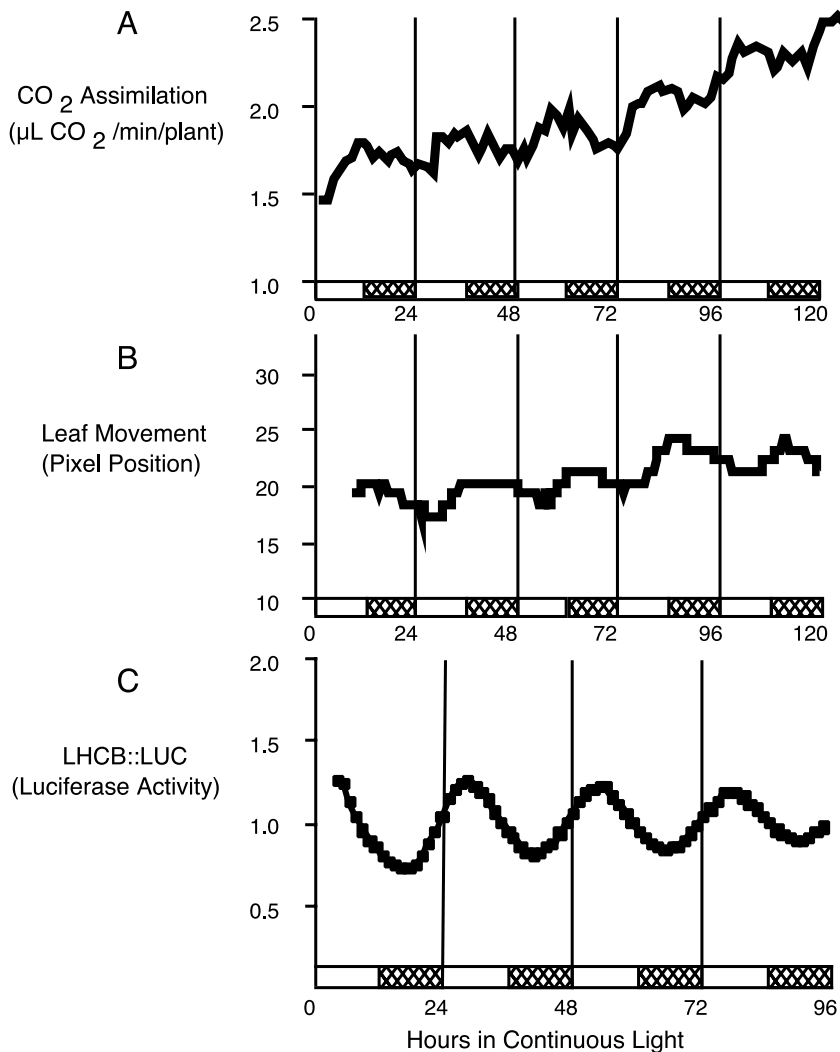 A
CO 2 Assimilation
(µL CO 2 /min/plant)
2.5
2.0
1.5
1.0
0 24 48 72 96 120
B
Leaf Movement
(Pixel Position)
30
25
20
15
10
0 24 48 72 96 120
C
LHCB::LUC
(Luciferase Activity)
2.0
1.5
1.0
0.5
0 24 48 72 96
Hours in Continuous Light